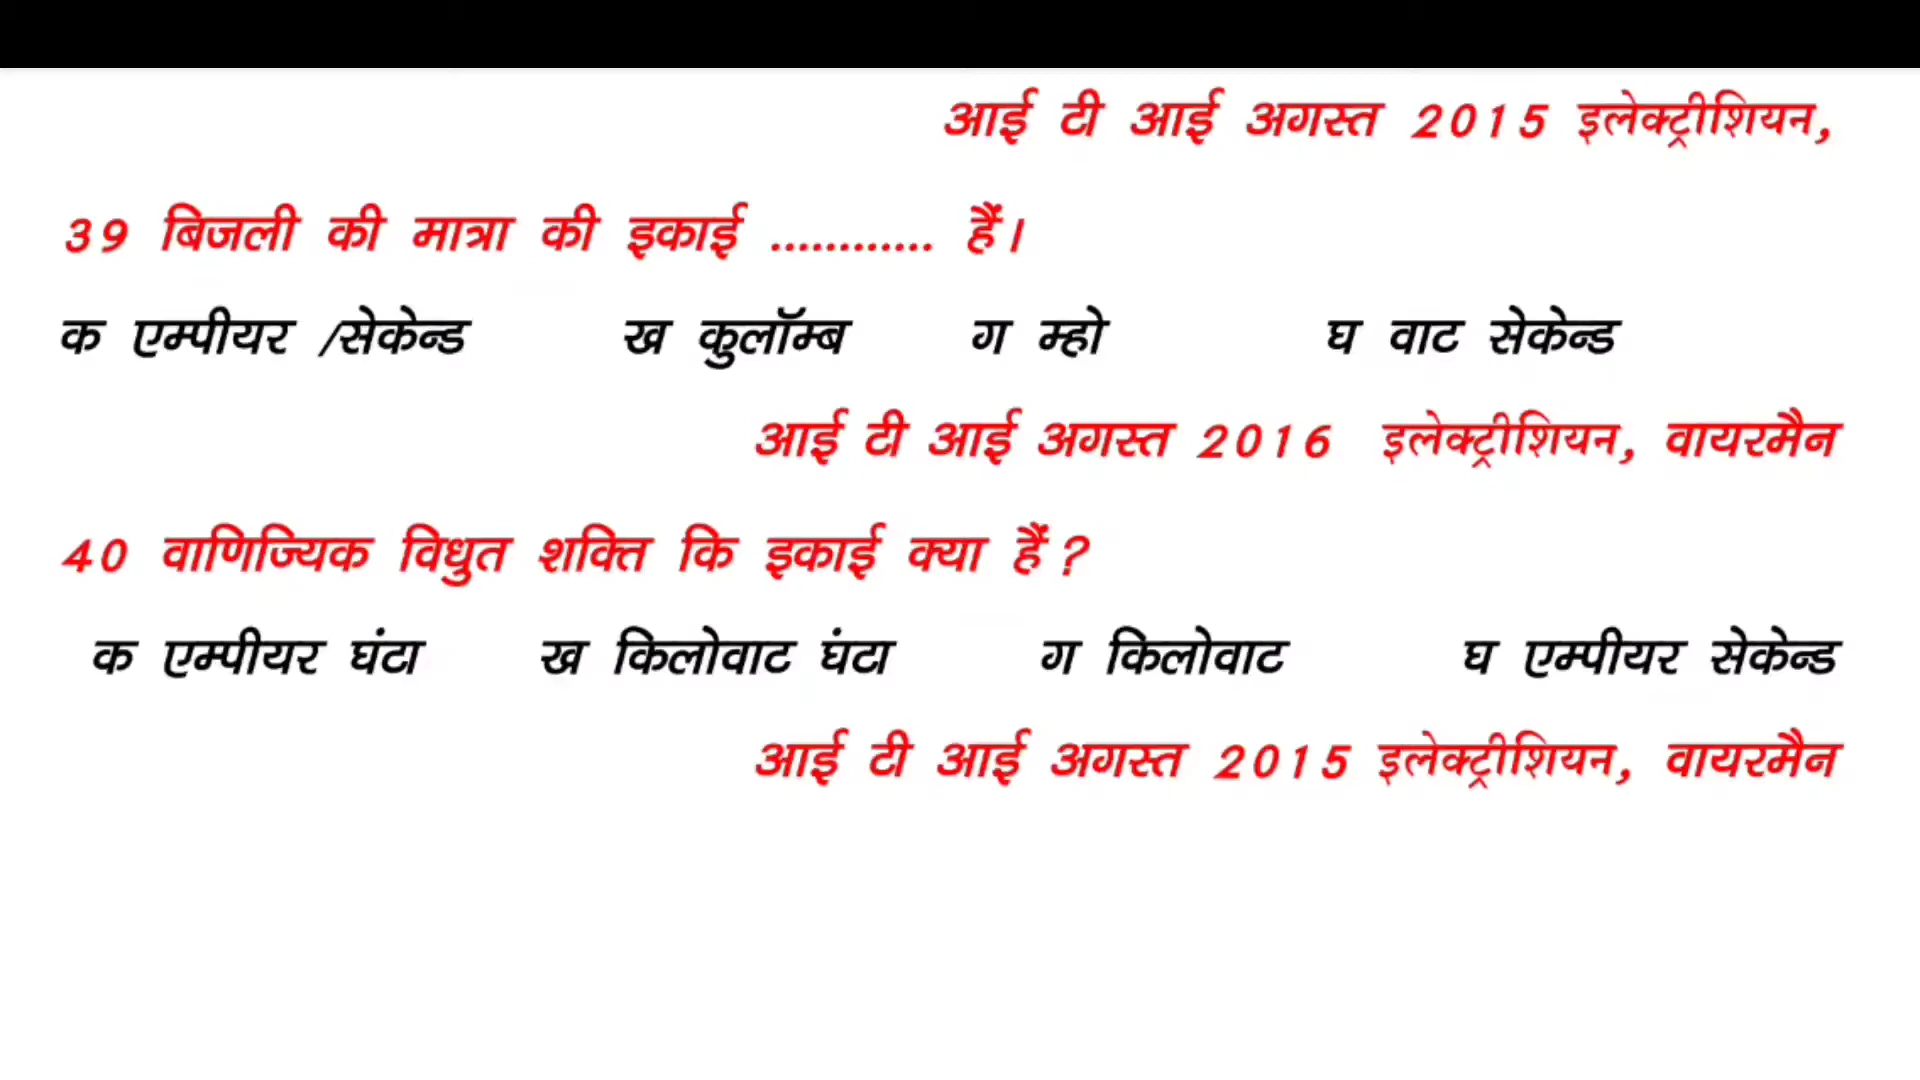 आई टी आई अगस्त 2015 इलेक्ट्रीशियन,
39 बिजली की मात्रा की इकाई ............ हैं।
क एम्पीयर /सेकेन्ड ख कुलॉम्ब ग म्हो घ वाट सेकेन्ड
आई टी आई अगस्त 2016 इलेक्ट्रीशियन, वायरमैन
40 वाणिज्यिक विधुत शक्ति कि इकाई क्या हैं ?
क एम्पीयर घंटा ख किलोवाट घंटा ग किलोवाट घ एम्पीयर सेकेन्ड
आई टी आई अगस्त 2015 इलेक्ट्रीशियन, वायरमैन